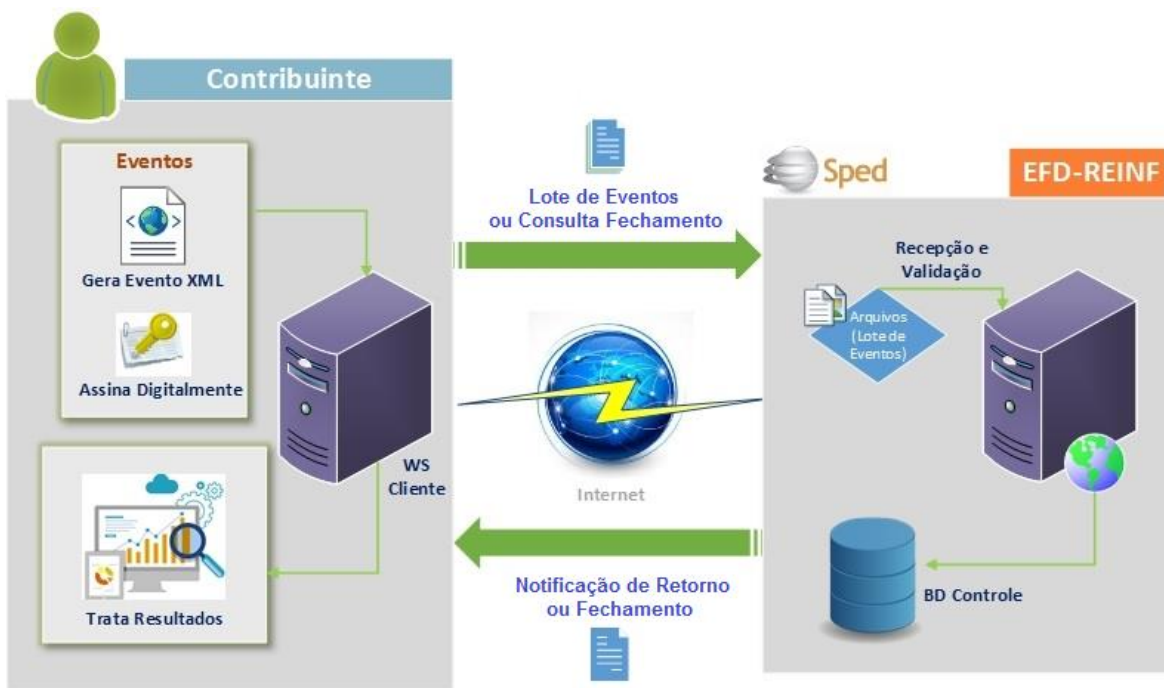 Contribuinte
Eventos
Gera Evento XML
Assina Digitalmente
WS
Cliente
Trata Resultados
Lote de Eventos
ou Consulta Fechamento
Internet
Notificação de Retorno
ou Fechamento
Sped
EFD-REINF
Recepção e
Validação
Arquivos
(Lote de
Eventos)
BD Controle